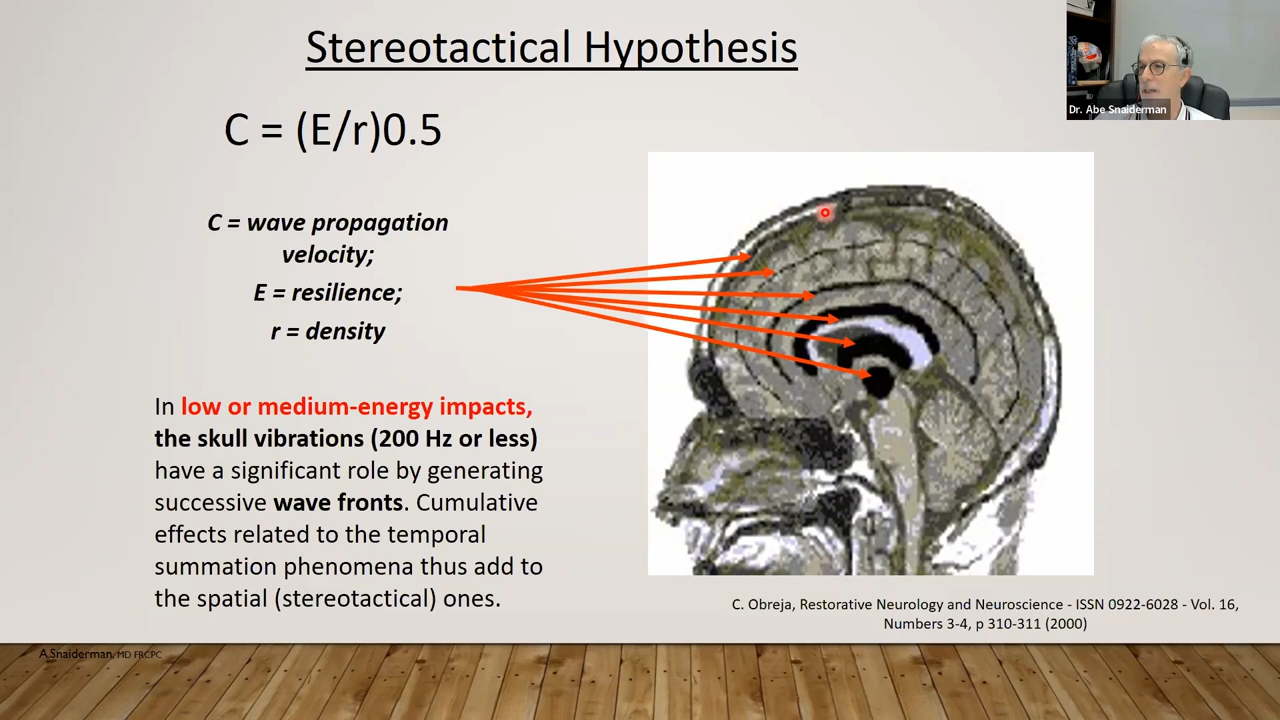 Stereotactical Hypothesis
Dr. Abe Snaiderman
C = (E/r)0.5
C = wave propagation
velocity;
E = resilience;
r = density
In low or medium-energy impacts,
the skull vibrations (200 Hz or less)
have a significant role by generating
successive wave fronts. Cumulative
effects related to the temporal
summation phenomena thus add to
the spatial (stereotactical) ones.
C. Obreja, Restorative Neurology and Neuroscience - ISSN 0922-6028 - Vol. 16,
Numbers 3-4, p 310-311 (2000)
A.Snaiderman, MD FRCPC